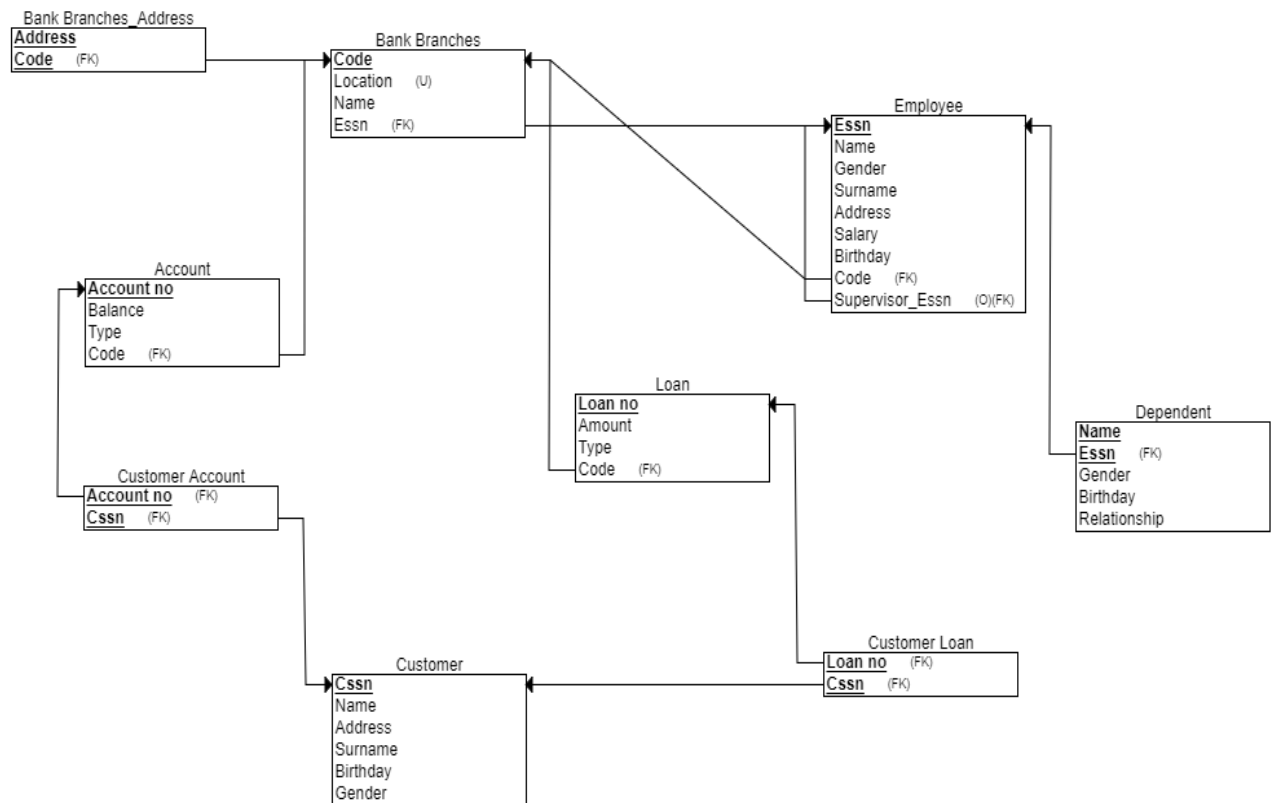 Bank Branches_Address
Address
Code (FK)
Bank Branches
Code
Location (U)
Name
Essn (FK)
Employee
Essn
Name
Gender
Surname
Address
Salary
Birthday
Code (FK)
Supervisor_Essn (O)(FK)
Account
Account no
Balance
Type
Code (FK)
Loan
Loan no
Amount
Type
Code (FK)
Dependent
Name
Essn (FK)
Gender
Birthday
Relationship
Customer Account
Account no (FK)
Cssn (FK)
Customer Loan
Loan no (FK)
Cssn (FK)
Customer
Cssn
Name
Address
Surname
Birthday
Gender